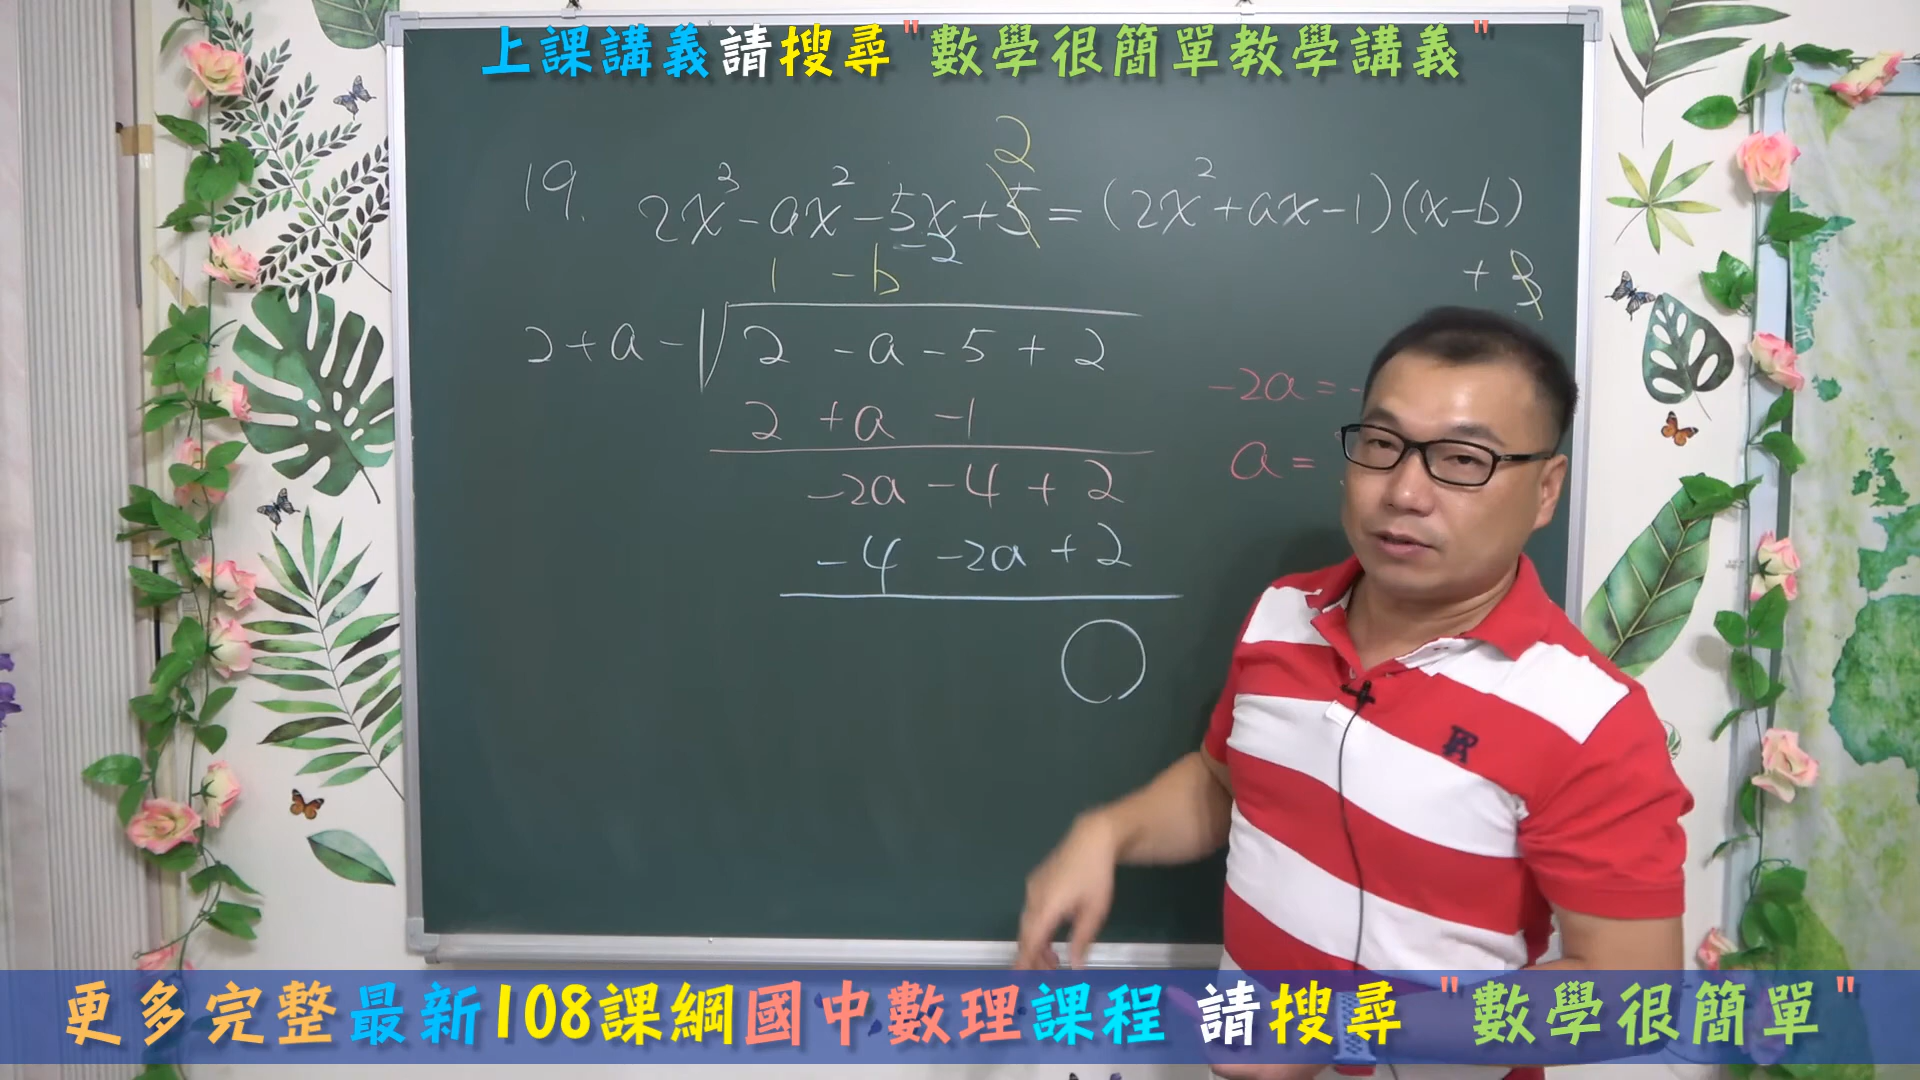 上課講義請搜尋"數學很簡單教學講義"
2
19. 2x³-ax²-5x+5=(2x²+ax-1)(x-b)
-2
+3
1 -b
2+a-1 2 -a-5+2
2 +a -1
-2a=-
-2a-4+2
a=
-4 -2a+2
0
更多完整最新108課綱國中數理課程 請搜尋 "數學很簡單"